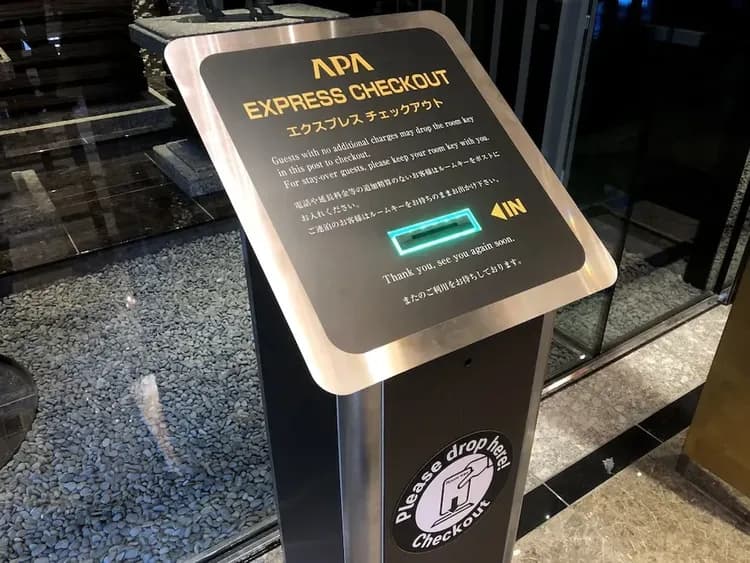 APA
EXPRESS CHECKOUT
エクスプレス チェックアウト
Guests with no additional charges may drop the room key
in this post to checkout.
For stay-over guests, please keep your room key with you.
電話や延長料金等の追加精算のないお客様はルームキーをポストに
お入れください。
ご連泊のお客様はルームキーをお持ちのままお出かけ下さい。
◀IN
Thank you, see you again soon.
またのご利用をお待ちしております。
Please drop here!
Checkout